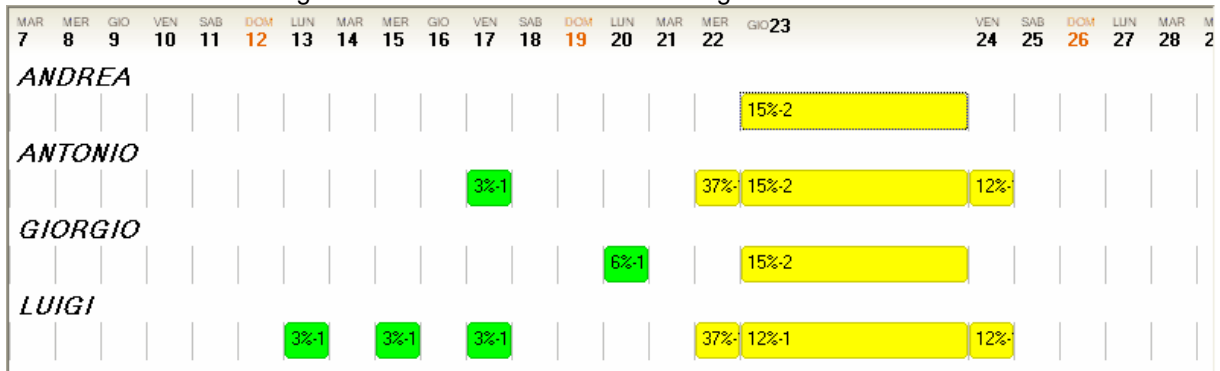 MAR MER GIO VEN SAB DOM LUN MAR MER GIO VEN SAB DOM LUN MAR MER GIO23 VEN SAB DOM LUN MAR M
7 8 9 10 11 12 13 14 15 16 17 18 19 20 21 22 24 25 26 27 28 2
ANDREA
15%-2
ANTONIO
3%-1 37%- 15%-2 12%-
GIORGIO
6%-1 15%-2
LUIGI
3%-1 3%-1 3%-1 37%- 12%-1 12%-